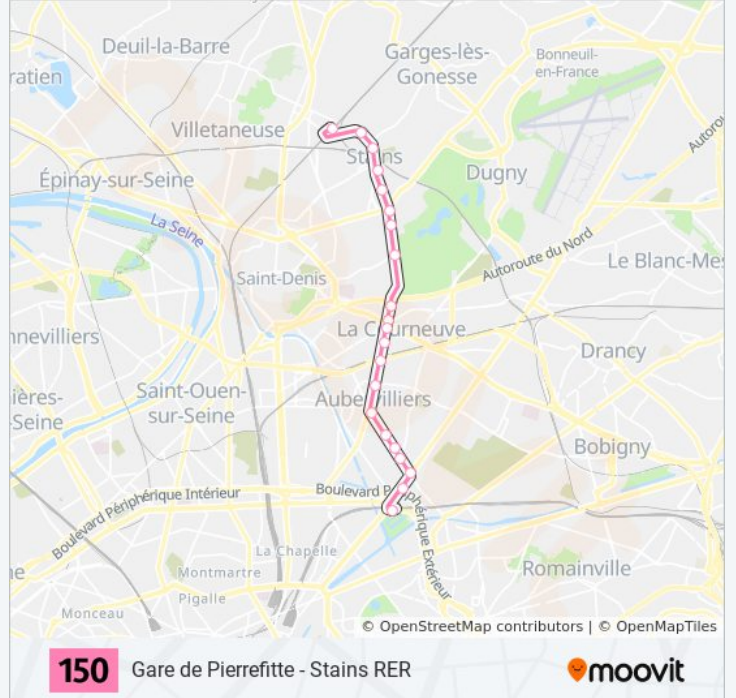 Deuil-la-Barre
Garges-lès-
Gonesse
Bonneuil-
en-France
ratien
Villetaneuse
Stains
Autorou
Épinay-sur-Seine
Dugny
La Seine
Autoroute du Nord
Le Blanc-Mes
Saint-Denis
La Courneuve
nnevilliers
Drancy
ières-
-Seine
Saint-Ouen-
sur-Seine
Aubervilliers
Bobigny
Boulevard Périphérique Intérieur
Boulevard Périphérique Extérieur
La Chapelle
ne
Montmartre
Romainville
Pigalle
Monceau
© OpenStreetMap contributors | © OpenMapTiles
150 Gare de Pierrefitte - Stains RER moovit